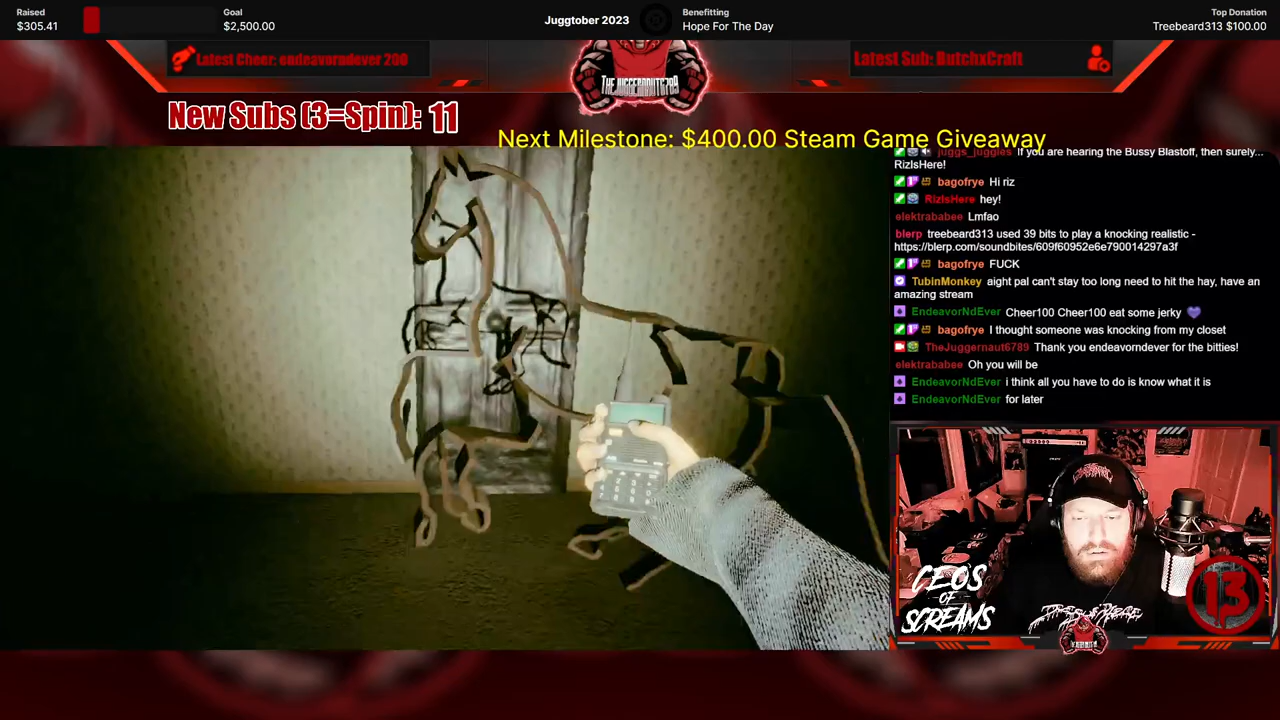 Raised
$305.41
Goal
$2,500.00
Juggtober 2023
Benefitting
Hope For The Day
Top Donation
Treebeard313 $100.00
Latest Cheer: endeavorndever 200
THEJUGGERNAUT6789
Latest Sub: ButchxCraft
New Subs (3=Spin): 11
Next Milestone: $400.00 Steam Game Giveaway
juggs_juggles If you are hearing the Bussy Blastoff, then surely...
RizIsHere!
bagofrye Hi riz
RizIsHere hey!
elektrababee Lmfao
blerp treebeard313 used 39 bits to play a knocking realistic -
https://blerp.com/soundbites/609f60952e6e790014297a3f
bagofrye FUCK
TubinMonkey aight pal can't stay too long need to hit the hay, have an
amazing stream
EndeavorNdEver Cheer100 Cheer100 eat some jerky
bagofrye I thought someone was knocking from my closet
TheJuggernaut6789 Thank you endeavorndever for the bitties!
elektrababee Oh you will be
EndeavorNdEver i think all you have to do is know what it is
EndeavorNdEver for later
CEOS
OF
SCREAMS
13